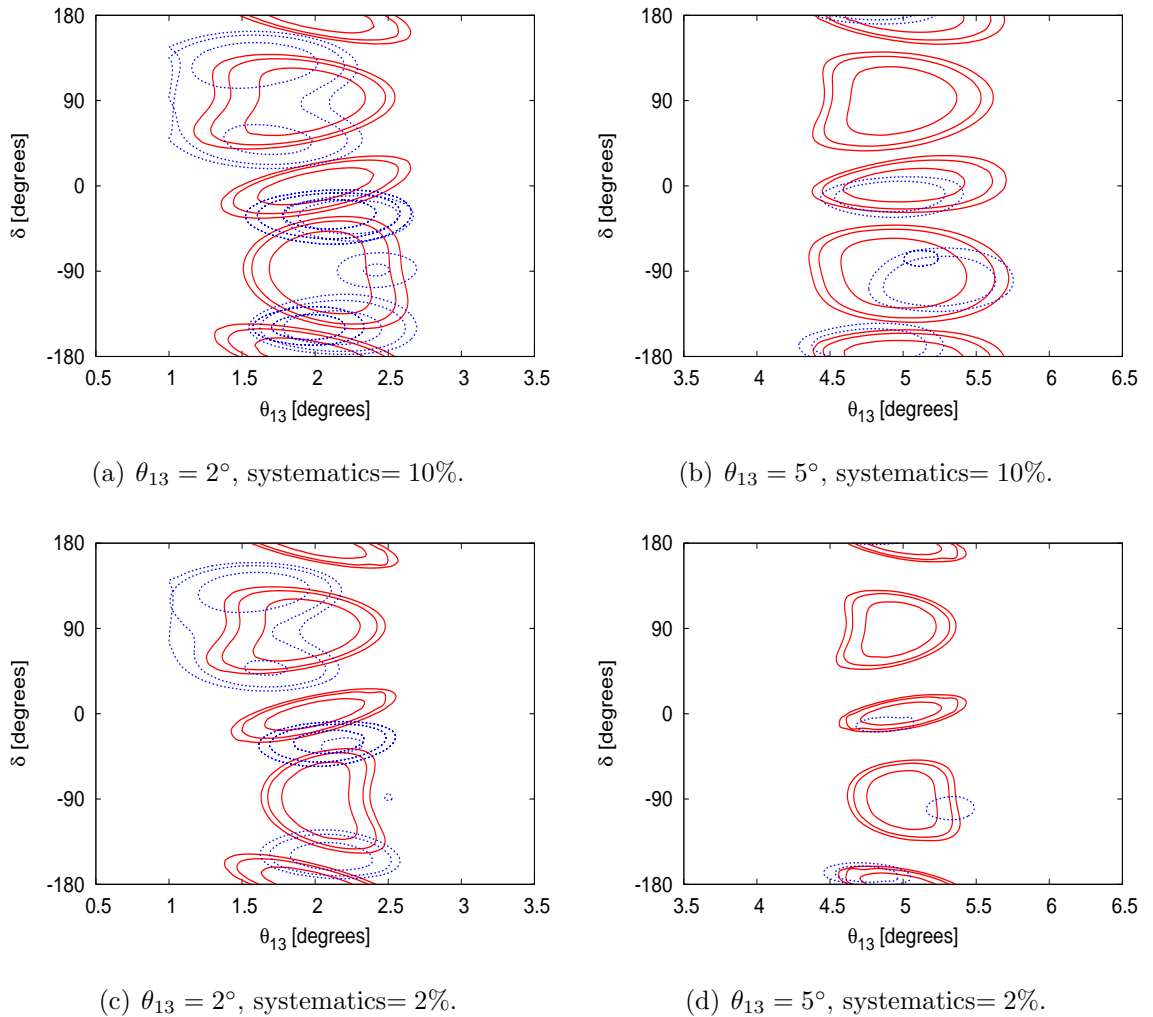 180
90
0
-90
-180
0.5 1 1.5 2 2.5 3 3.5
δ [degrees]
θ13 [degrees]
(a) θ13 = 2°, systematics= 10%.
180
90
0
-90
-180
3.5 4 4.5 5 5.5 6 6.5
δ [degrees]
θ13 [degrees]
(b) θ13 = 5°, systematics= 10%.
180
90
0
-90
-180
0.5 1 1.5 2 2.5 3 3.5
δ [degrees]
θ13 [degrees]
(c) θ13 = 2°, systematics= 2%.
180
90
0
-90
-180
3.5 4 4.5 5 5.5 6 6.5
δ [degrees]
θ13 [degrees]
(d) θ13 = 5°, systematics= 2%.